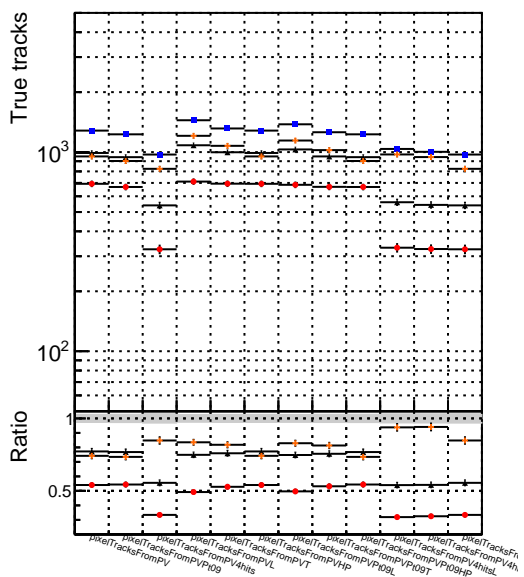 True tracks
10³
10²
Ratio
1
0.5
pixelTracksFromPV
pixelTracksFromPVPt09
pixelTracksFromPV4hits
pixelTracksFromPVL
pixelTracksFromPVT
pixelTracksFromPVHP
pixelTracksFromPVPt09L
pixelTracksFromPVPt09T
pixelTracksFromPVPt09HP
pixelTracksFromPV4hitsL